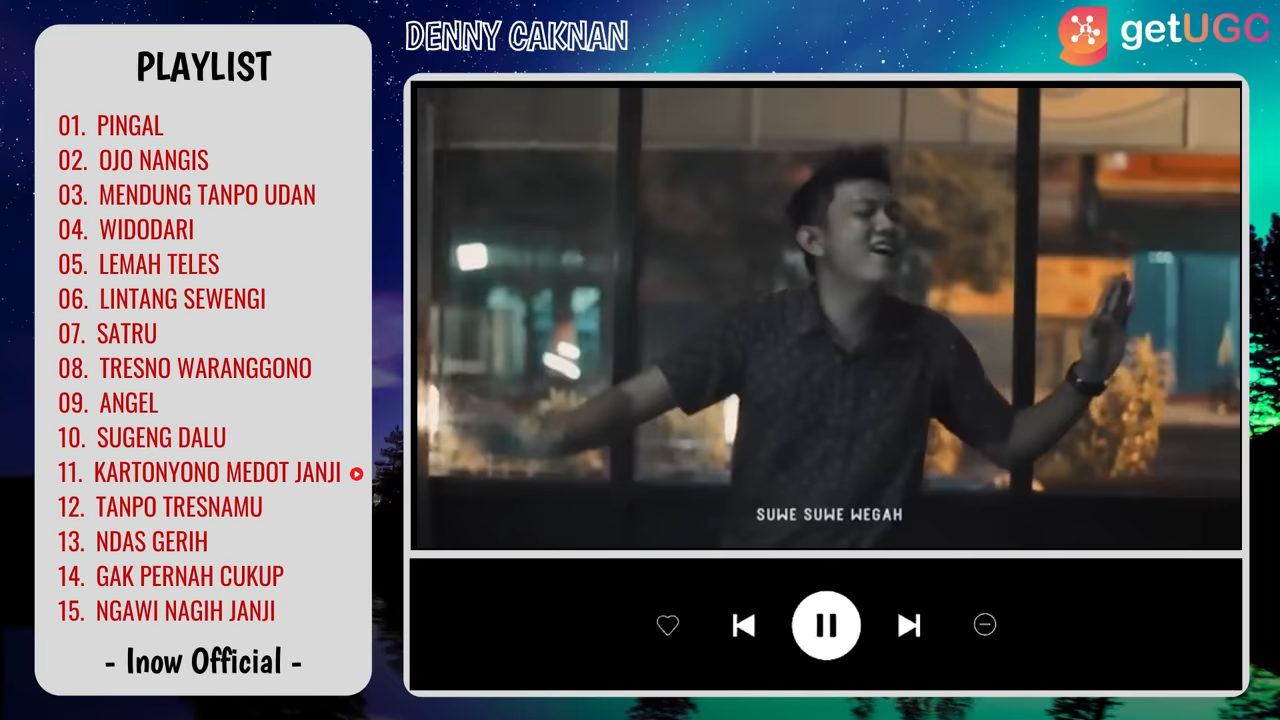 PLAYLIST
01. PINGAL
02. OJO NANGIS
03. MENDUNG TANPO UDAN
04. WIDODARI
05. LEMAH TELES
06. LINTANG SEWENGI
07. SATRU
08. TRESNO WARANGGONO
09. ANGEL
10. SUGENG DALU
11. KARTONYONO MEDOT JANJI
12. TANPO TRESNAMU
13. NDAS GERIH
14. GAK PERNAH CUKUP
15. NGAWI NAGIH JANJI
- Inow Official -
DENNY CAKNAN
getUGC
SUWE SUWE WEGAH